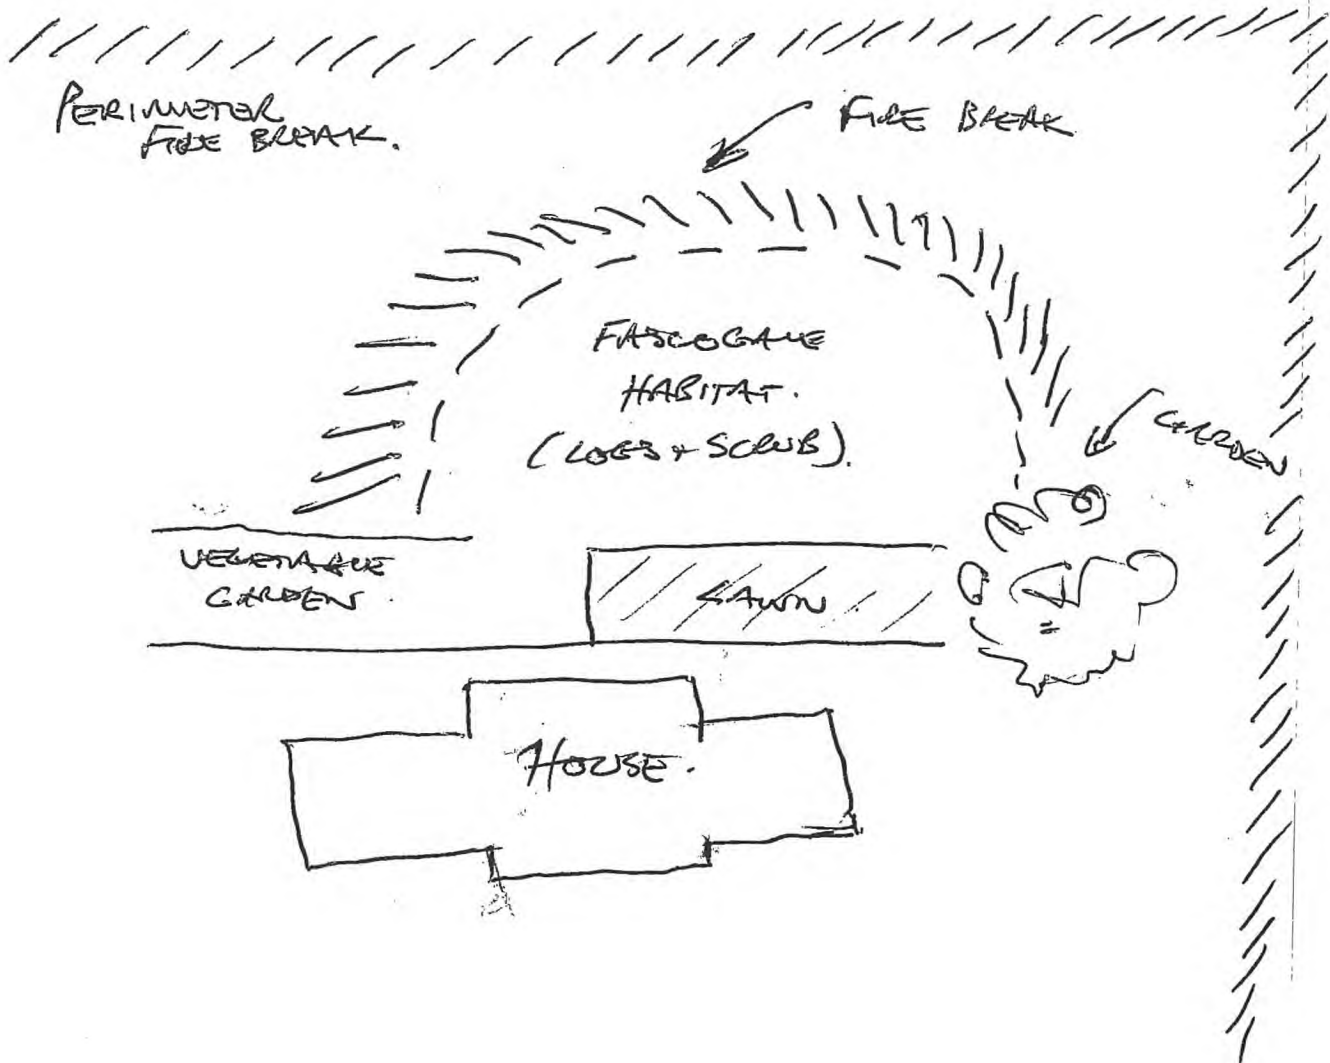 PERIMETER
FIRE BREAK.
FIRE BREAK
FASCOGALE
HABITAT.
(LOGS + SCRUB).
GARDEN
VEGETABLE
GARDEN.
LAWN
HOUSE.